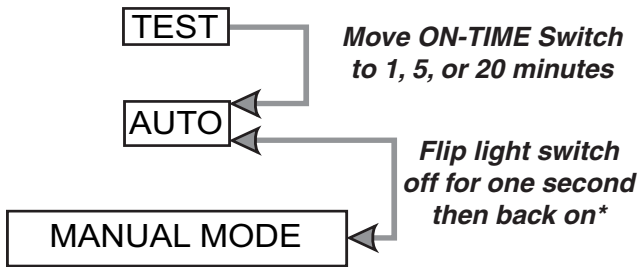 TEST
Move ON-TIME Switch
to 1, 5, or 20 minutes
AUTO
Flip light switch
off for one second
then back on*
MANUAL MODE